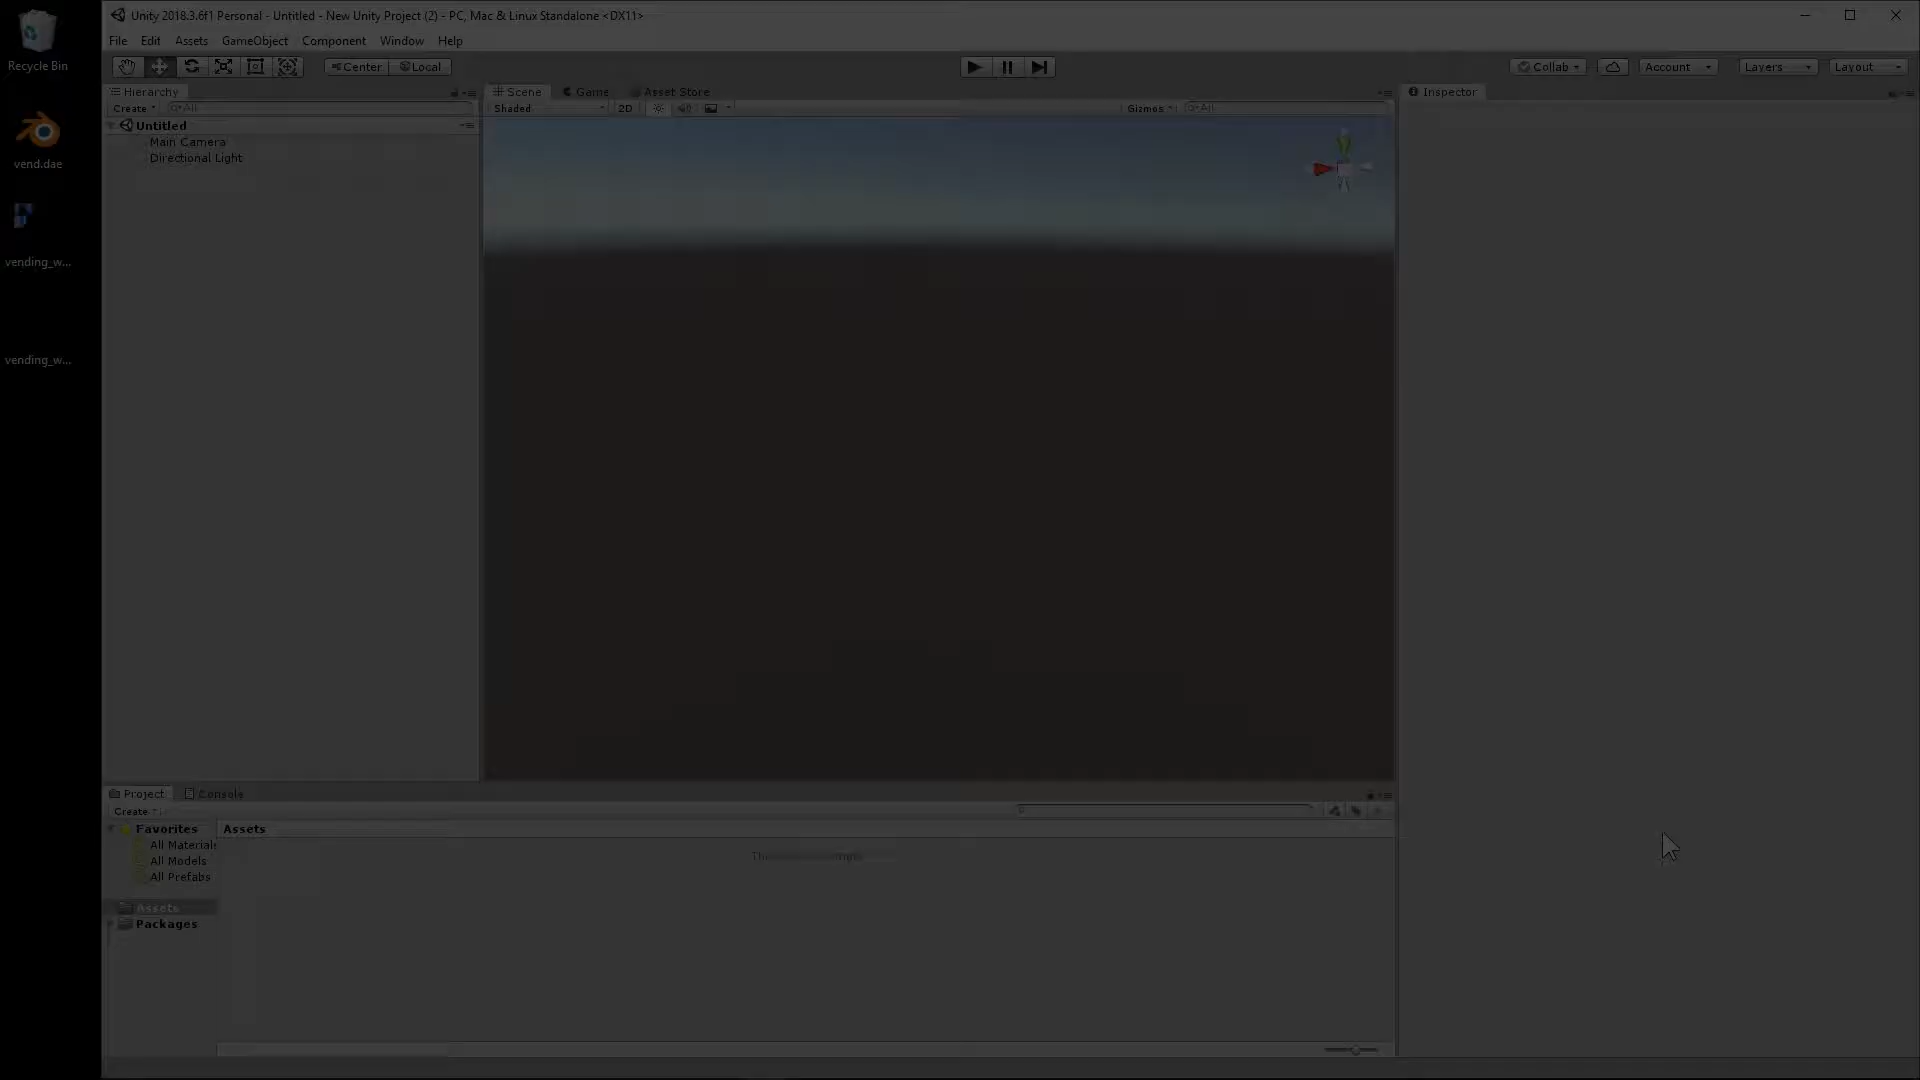 Recycle Bin
vend.dae
vending_w...
vending_w...
Unity 2018.3.6f1 Personal - Untitled - New Unity Project (2) - PC, Mac & Linux Standalone <DX11>
File Edit Assets GameObject Component Window Help
Center Local
Collab Account Layers Layout
Hierarchy
Create All
Untitled
Main Camera
Directional Light
Scene Game Asset Store
Shaded 2D Gizmos All
Inspector
Project Console
Create
Favorites
All Materials
All Models
All Prefabs
Assets
Packages
Assets